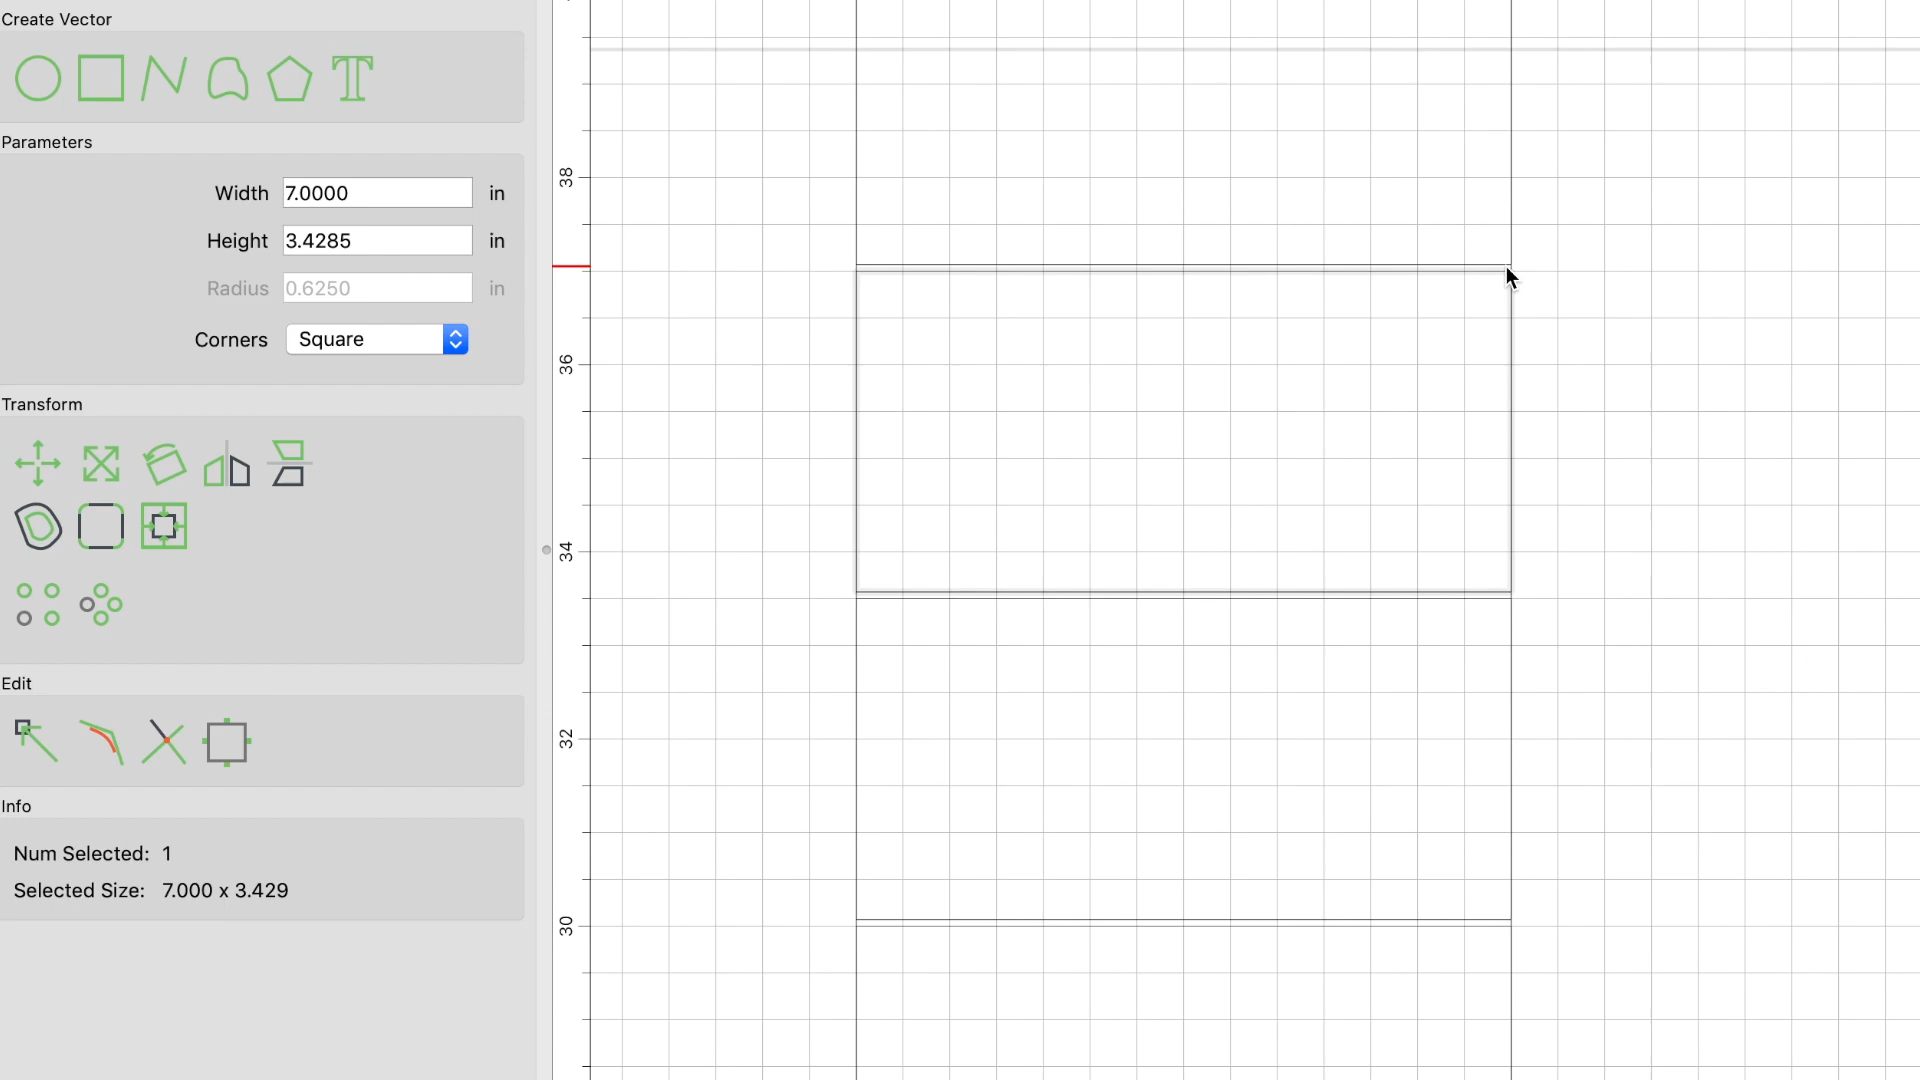 Create Vector
T
Parameters
Width 7.0000 in
Height 3.4285 in
Radius 0.6250 in
Corners Square
Transform
Edit
Info
Num Selected: 1
Selected Size: 7.000 x 3.429
38
36
34
32
30